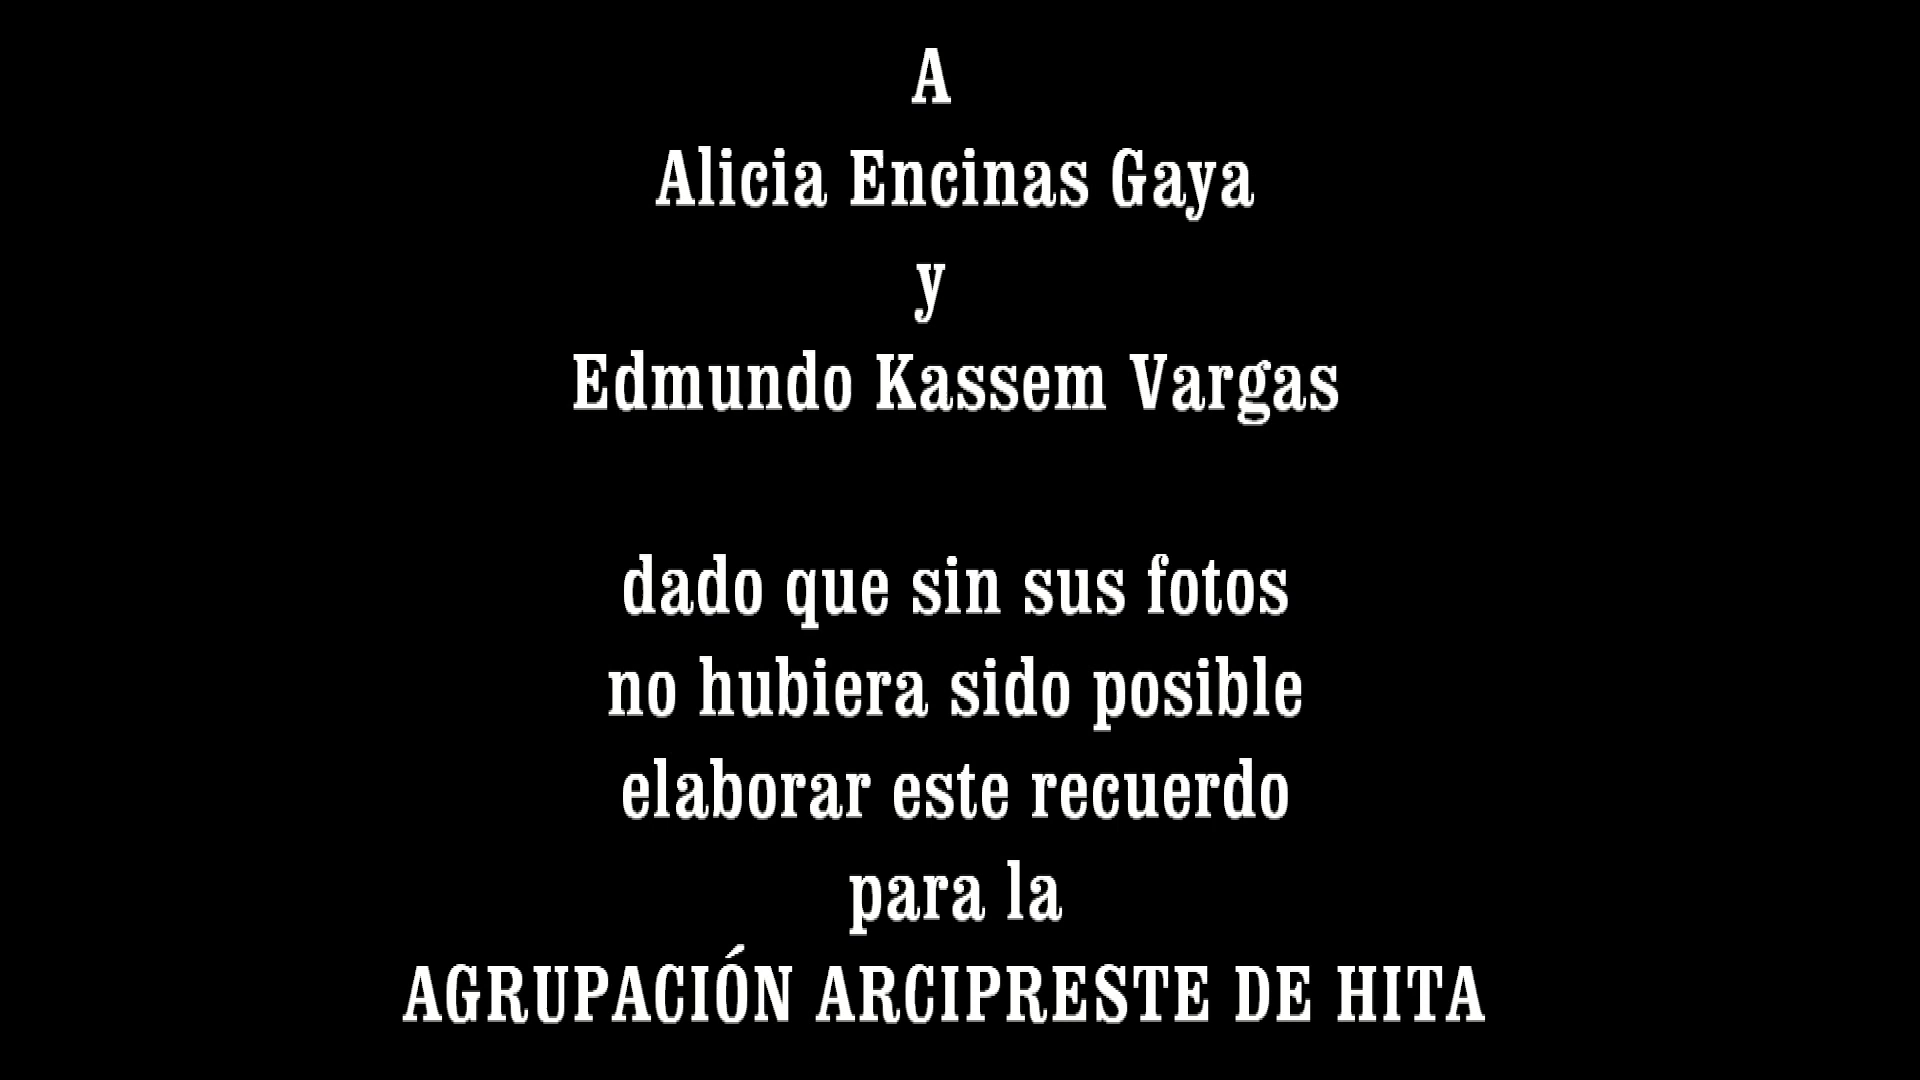 A
Alicia Encinas Gaya
y
Edmundo Kassem Vargas
dado que sin sus fotos
no hubiera sido posible
elaborar este recuerdo
para la
AGRUPACIÓN ARCIPRESTE DE HITA